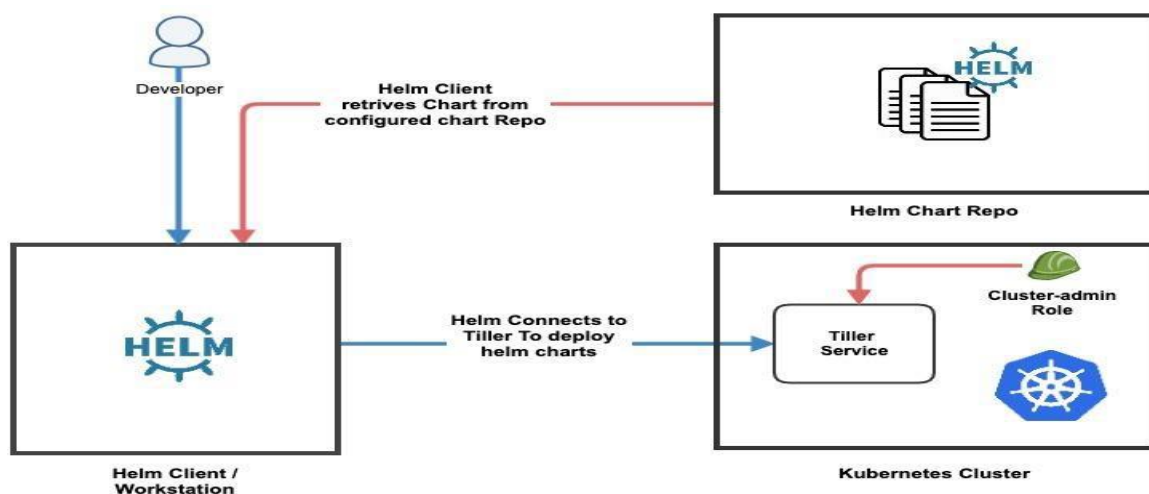 Developer
Helm Client
retrives Chart from
configured chart Repo
HELM
Helm Chart Repo
HELM
Helm Connects to
Tiller To deploy
helm charts
Cluster-admin
Role
Tiller
Service
Helm Client /
Workstation
Kubernetes Cluster